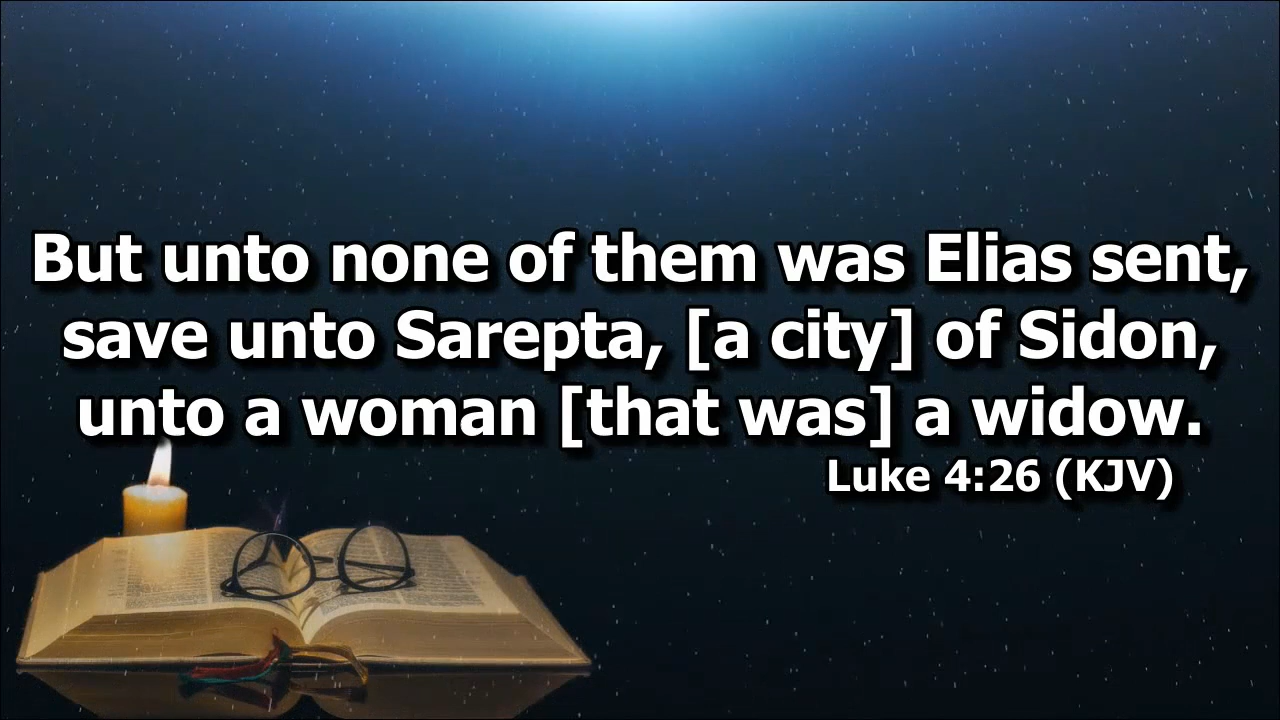 But unto none of them was Elias sent,
save unto Sarepta, [a city] of Sidon,
unto a woman [that was] a widow.
Luke 4:26 (KJV)